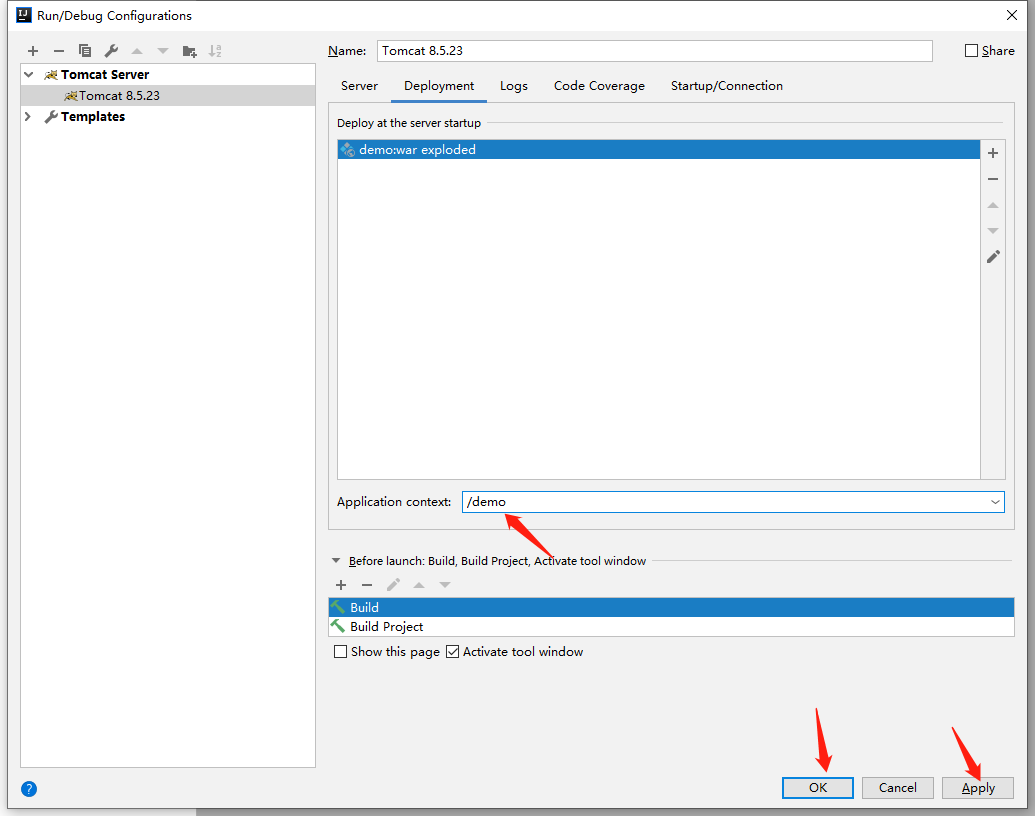 Run/Debug Configurations
Name: Tomcat 8.5.23
Share
Tomcat Server
Tomcat 8.5.23
Templates
Server Deployment Logs Code Coverage Startup/Connection
Deploy at the server startup
demo:war exploded
Application context: /demo
Before launch: Build, Build Project, Activate tool window
Build
Build Project
Show this page Activate tool window
? OK Cancel Apply